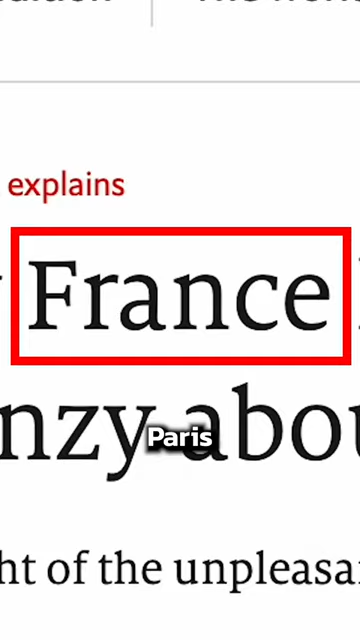 explains
France
nzy abou
Paris
ht of the unpleasa